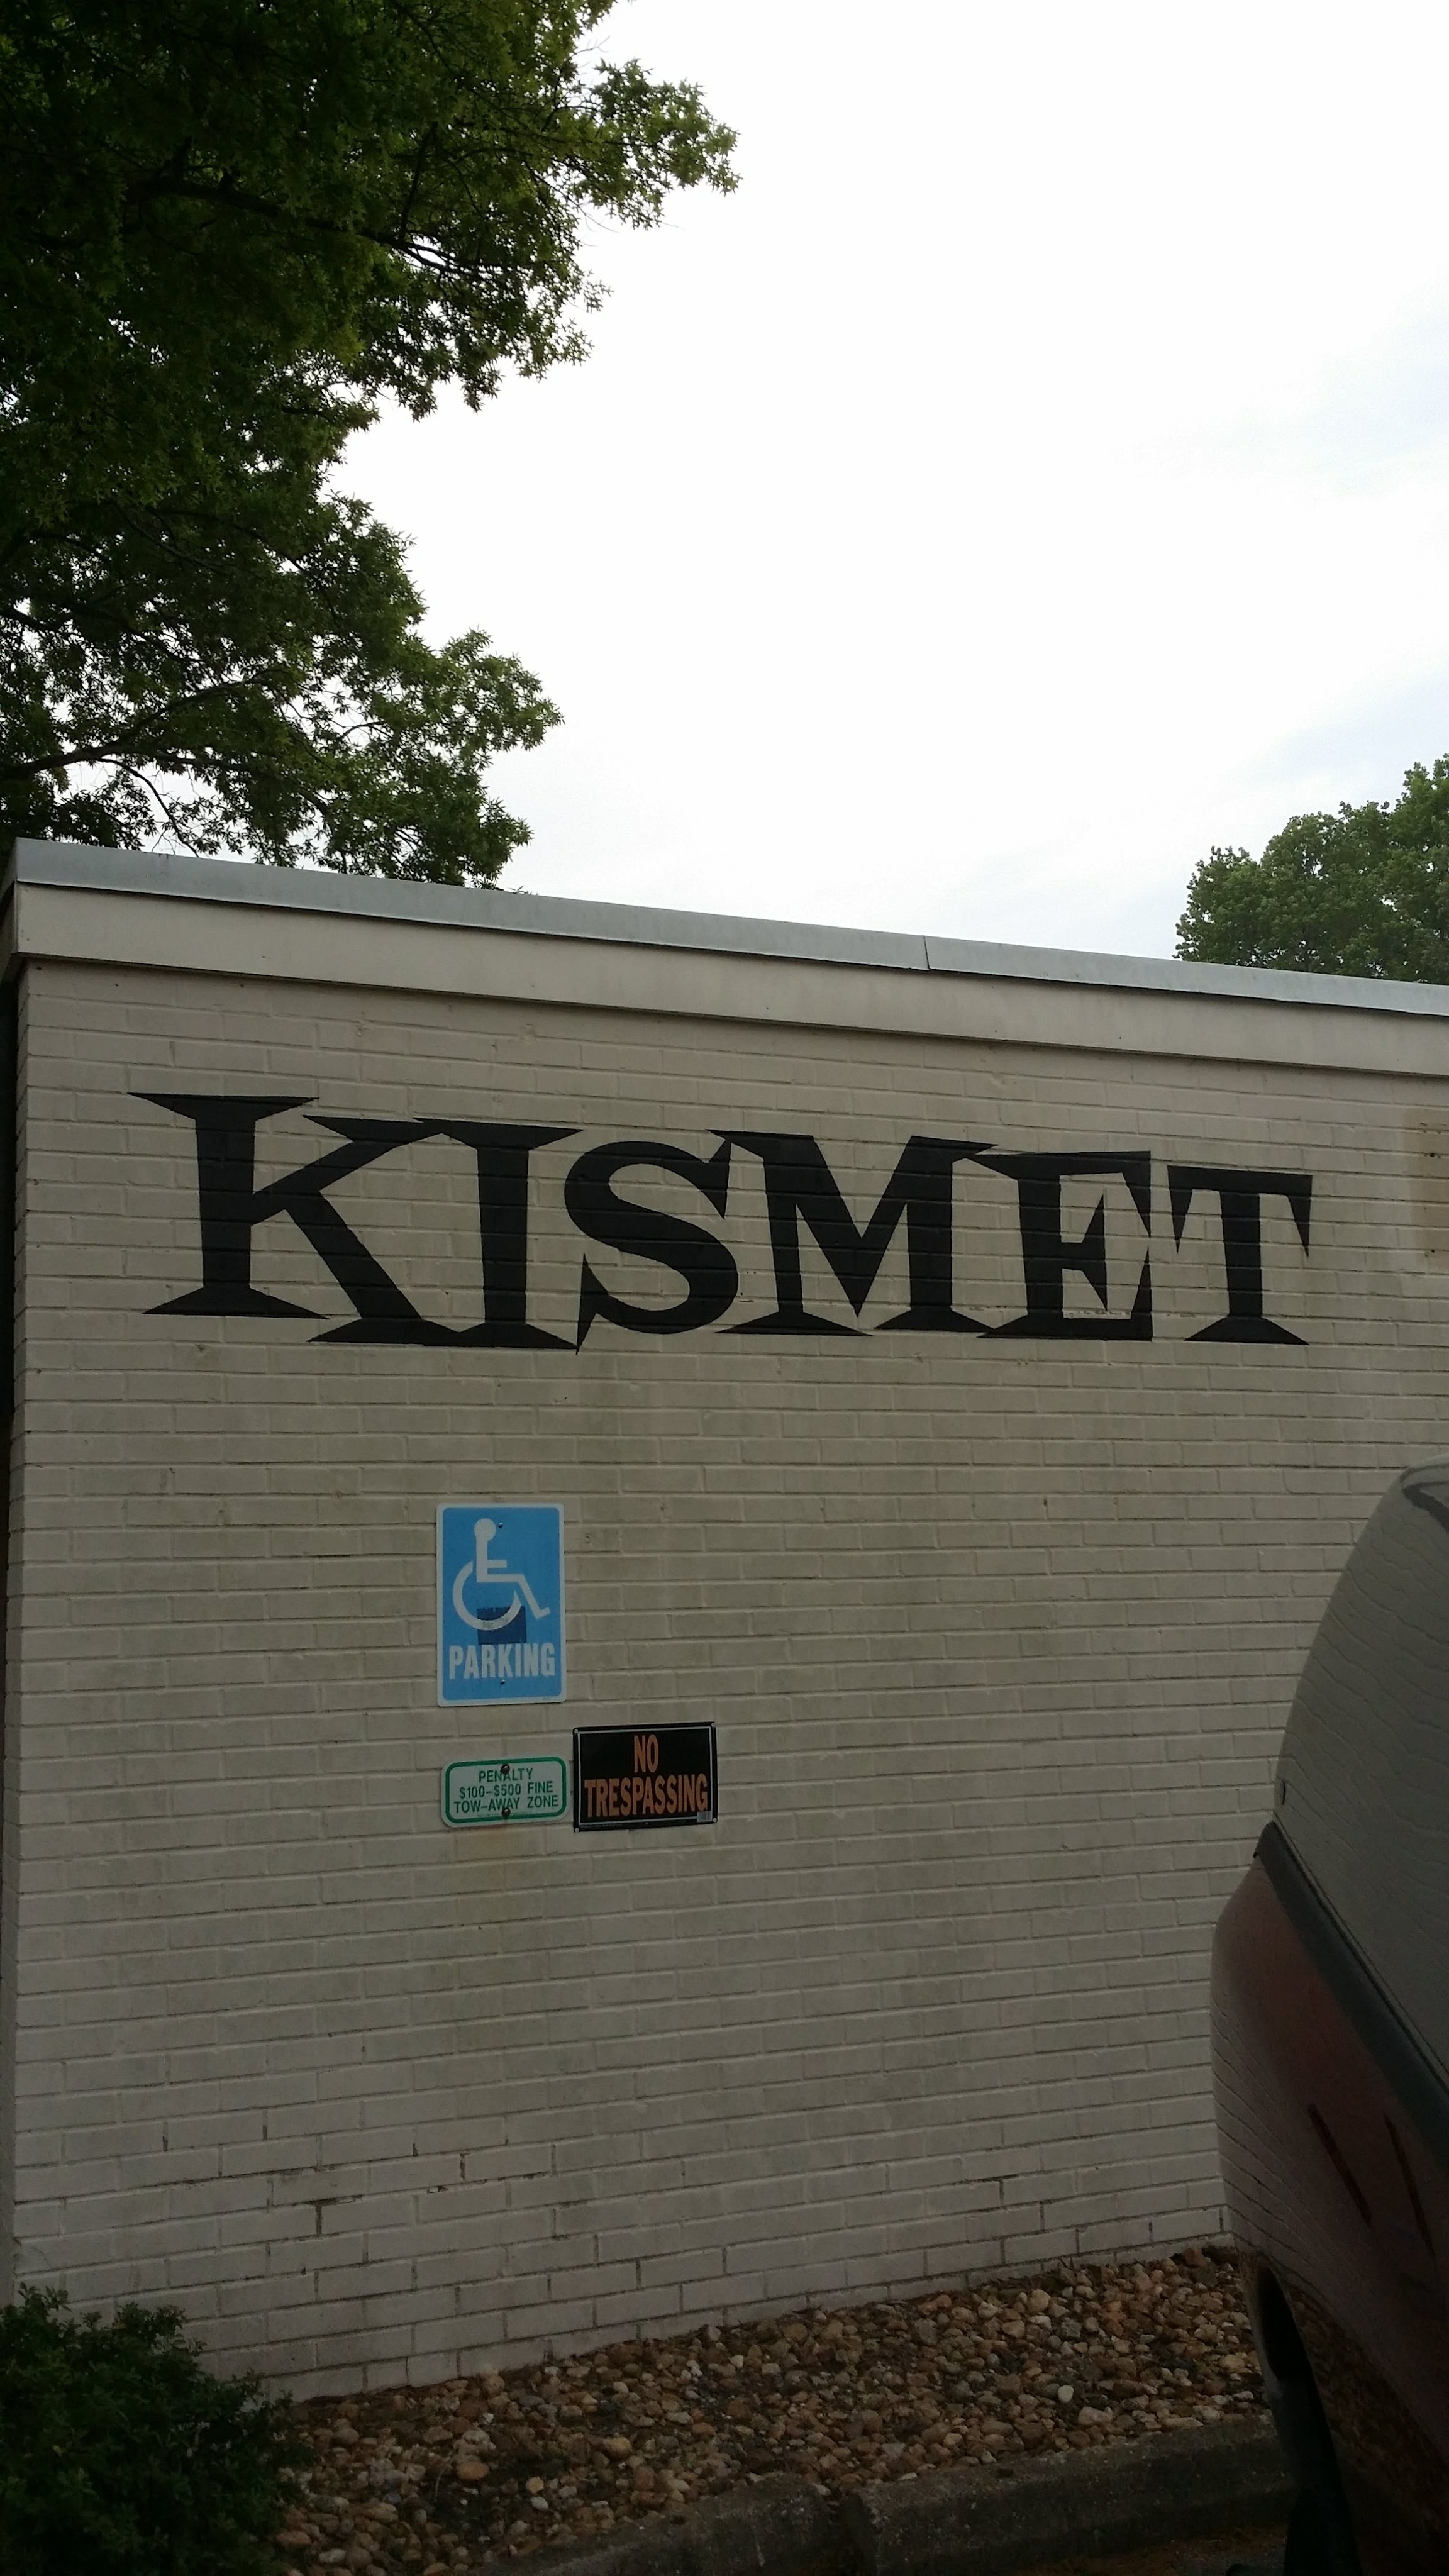 KISMET
PARKING
PENALTY
$100-$500 FINE
TOW-AWAY ZONE
NO
TRESPASSING